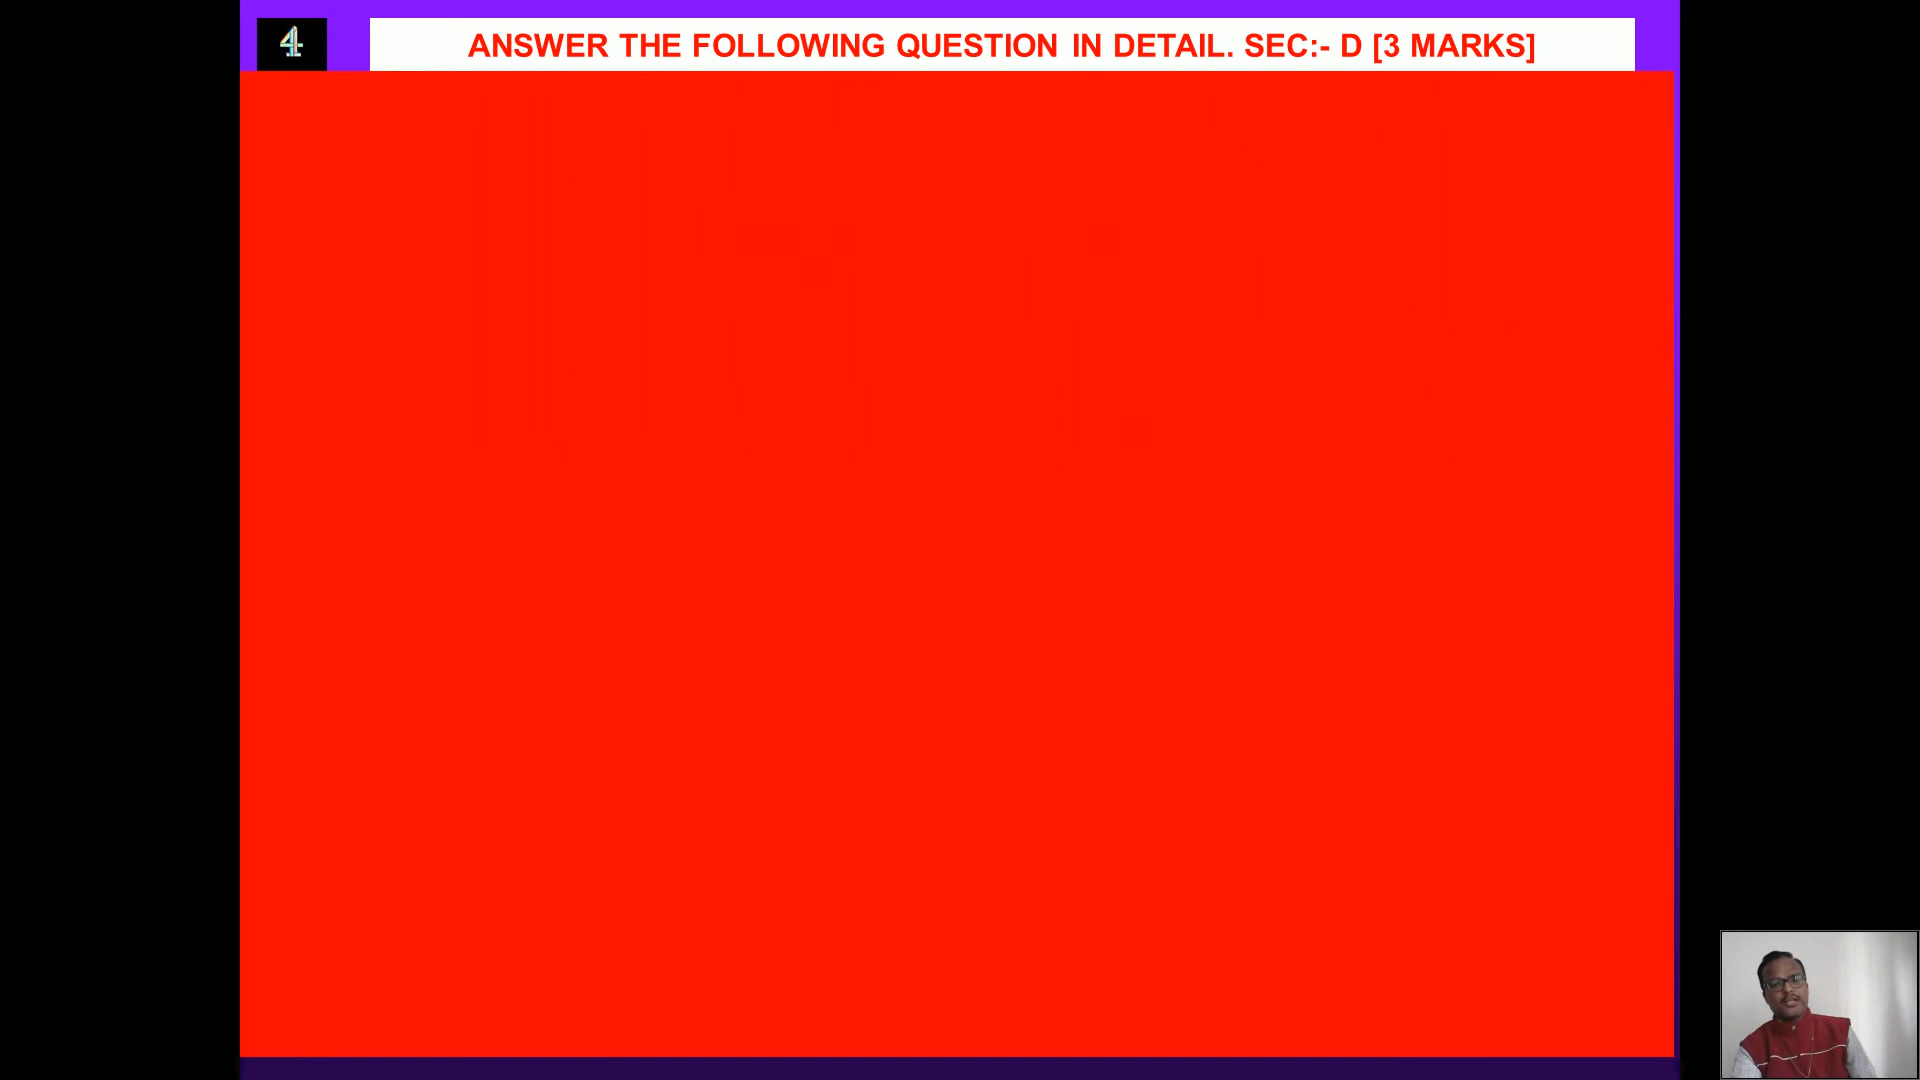 4
ANSWER THE FOLLOWING QUESTION IN DETAIL. SEC:- D [3 MARKS]